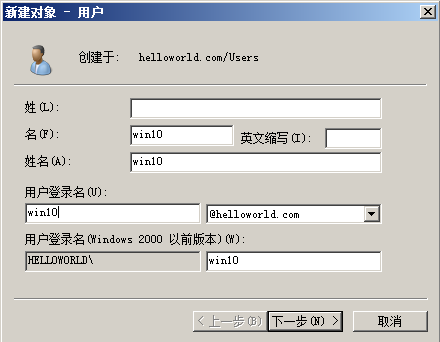 新建对象 - 用户
创建于: helloworld.com/Users
姓(L):
名(F): win10 英文缩写(I):
姓名(A): win10
用户登录名(U):
win10 @helloworld.com
用户登录名(Windows 2000 以前版本)(W):
HELLOWORLD\ win10
< 上一步(B) 下一步(N) > 取消